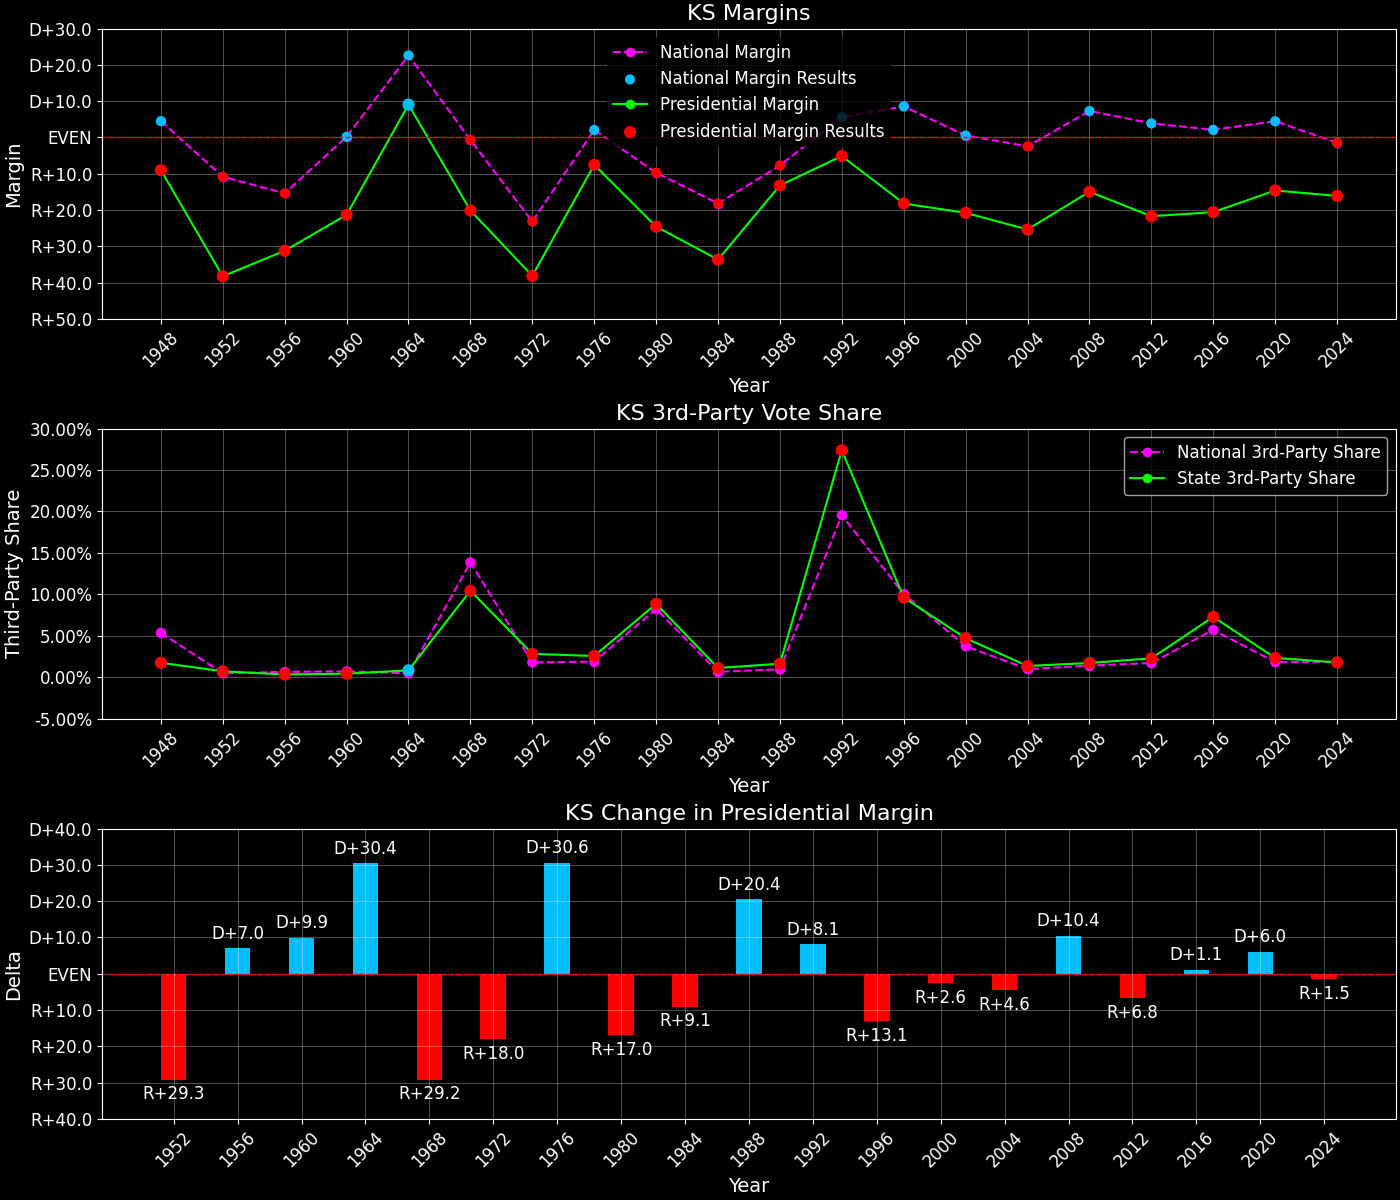 KS Margins
D+30.0
D+20.0
D+10.0
EVEN
R+10.0
R+20.0
R+30.0
R+40.0
R+50.0
Margin
National Margin
National Margin Results
Presidential Margin
Presidential Margin Results
1948 1952 1956 1960 1964 1968 1972 1976 1980 1984 1988 1992 1996 2000 2004 2008 2012 2016 2020 2024
Year
KS 3rd-Party Vote Share
30.00%
25.00%
20.00%
15.00%
10.00%
5.00%
0.00%
-5.00%
Third-Party Share
National 3rd-Party Share
State 3rd-Party Share
1948 1952 1956 1960 1964 1968 1972 1976 1980 1984 1988 1992 1996 2000 2004 2008 2012 2016 2020 2024
Year
KS Change in Presidential Margin
D+40.0
D+30.0
D+20.0
D+10.0
EVEN
R+10.0
R+20.0
R+30.0
R+40.0
Delta
R+29.3
D+7.0
D+9.9
D+30.4
R+29.2
R+18.0
D+30.6
R+17.0
R+9.1
D+20.4
D+8.1
R+13.1
R+2.6
R+4.6
D+10.4
R+6.8
D+1.1
D+6.0
R+1.5
1952 1956 1960 1964 1968 1972 1976 1980 1984 1988 1992 1996 2000 2004 2008 2012 2016 2020 2024
Year